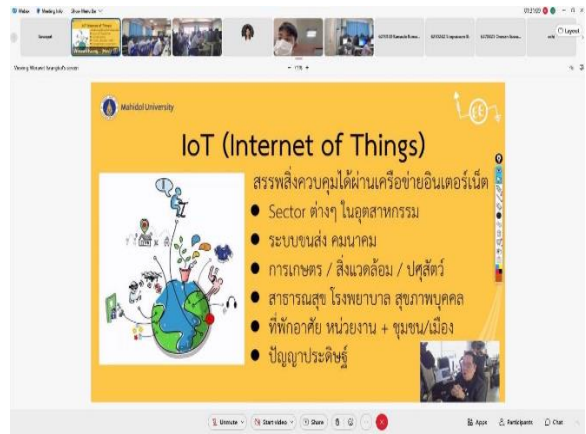 Webex
Meeting Info
Show Menu Bar
Layout
Mahidol University
IoT (Internet of Things)
สรรพสิ่งควบคุมได้ผ่านเครือข่ายอินเตอร์เน็ต
● Sector ต่างๆ ในอุตสาหกรรม
● ระบบขนส่ง คมนาคม
● การเกษตร / สิ่งแวดล้อม / ปศุสัตว์
● สาธารณสุข โรงพยาบาล สุขภาพบุคคล
● ที่พักอาศัย หน่วยงาน + ชุมชน/เมือง
● ปัญญาประดิษฐ์
Unmute
Start video
Share
Apps
Participants
Chat